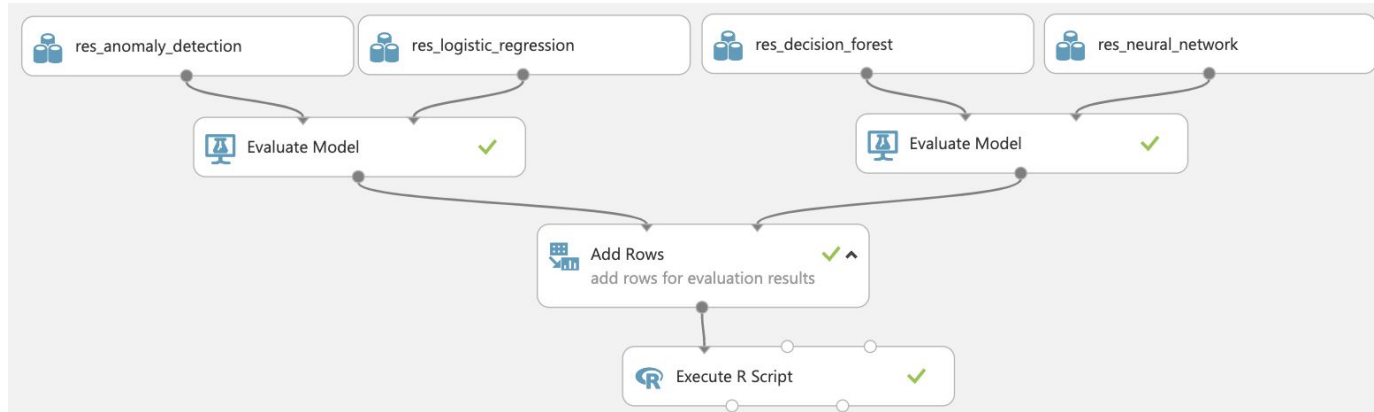 res_anomaly_detection
res_logistic_regression
res_decision_forest
res_neural_network
Evaluate Model
Evaluate Model
Add Rows
add rows for evaluation results
R
Execute R Script